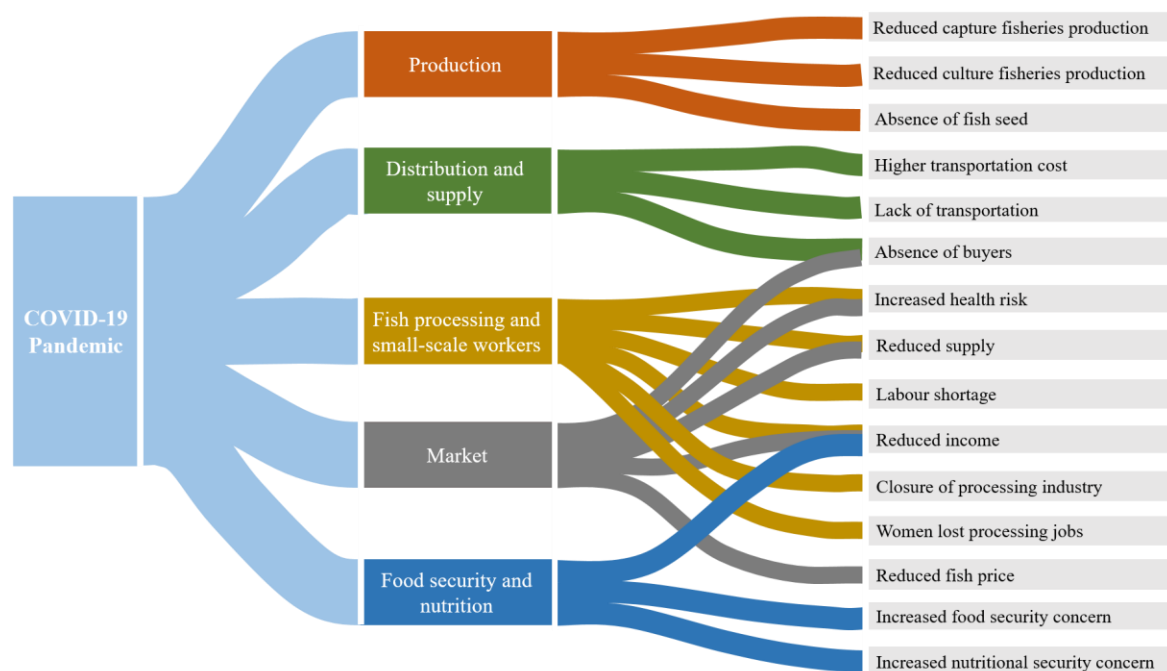 COVID-19
Pandemic
Production
Distribution and
supply
Fish processing and
small-scale workers
Market
Food security and
nutrition
Reduced capture fisheries production
Reduced culture fisheries production
Absence of fish seed
Higher transportation cost
Lack of transportation
Absence of buyers
Increased health risk
Reduced supply
Labour shortage
Reduced income
Closure of processing industry
Women lost processing jobs
Reduced fish price
Increased food security concern
Increased nutritional security concern